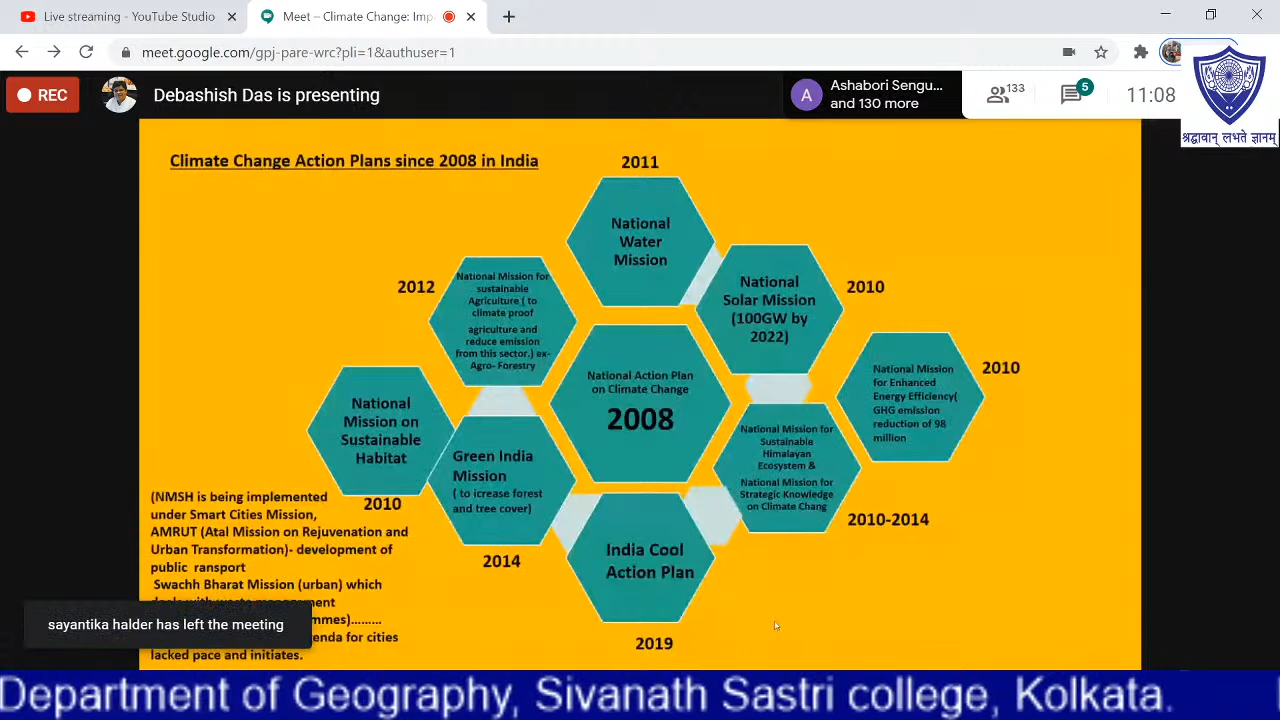 Live streaming - YouTube Studio
Meet – Climate Change: Imp
meet.google.com/gpj-pare-wrc?pli=1&authuser=1
REC
Debashish Das is presenting
A
Ashabori Sengu...
and 130 more
133
5
11:08
श्रद्धावान् लभते ज्ञानम्
Climate Change Action Plans since 2008 in India
2011
National
Water
Mission
2012
National Mission for
sustainable
Agriculture ( to
climate proof
agriculture and
reduce emission
from this sector.) ex-
Agro- Forestry
National
Solar Mission
(100GW by
2022)
2010
National Action Plan
on Climate Change
2008
National Mission
for Enhanced
Energy Efficiency(
GHG emission
reduction of 98
million
2010
National
Mission on
Sustainable
Habitat
2010
Green India
Mission
( to icrease forest
and tree cover)
2014
National Mission for
Sustainable
Himalayan
Ecosystem &
National Mission for
Strategic Knowledge
on Climate Chang
2010-2014
India Cool
Action Plan
2019
(NMSH is being implemented
under Smart Cities Mission,
AMRUT (Atal Mission on Rejuvenation and
Urban Transformation)- development of
public ransport
Swachh Bharat Mission (urban) which
mmes).........
enda for cities
lacked pace and initiates.
sayantika halder has left the meeting
Department of Geography, Sivanath Sastri college, Kolkata.